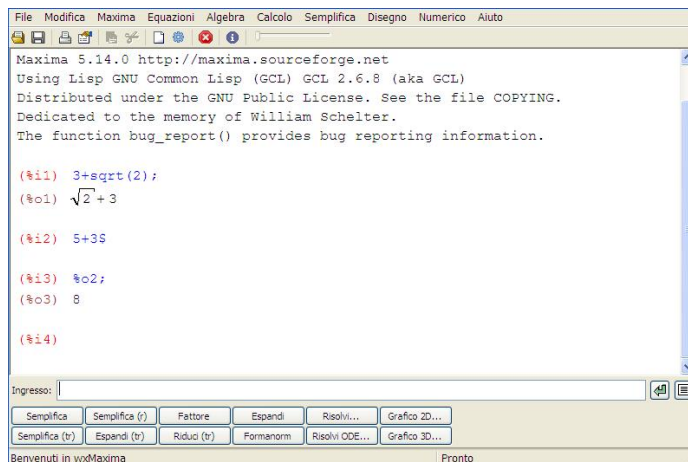 File Modifica Maxima Equazioni Algebra Calcolo Semplifica Disegno Numerico Aiuto
Maxima 5.14.0 http://maxima.sourceforge.net
Using Lisp GNU Common Lisp (GCL) GCL 2.6.8 (aka GCL)
Distributed under the GNU Public License. See the file COPYING.
Dedicated to the memory of William Schelter.
The function bug_report() provides bug reporting information.
(%i1) 3+sqrt(2);
(%o1) √2+3
(%i2) 5+3$
(%i3) %o2;
(%o3) 8
(%i4)
Ingresso:
Semplifica Semplifica (r) Fattore Espandi Risolvi... Grafico 2D...
Semplifica (tr) Espandi (tr) Riduci (tr) Formanorm Risolvi ODE... Grafico 3D...
Benvenuti in wxMaxima Pronto